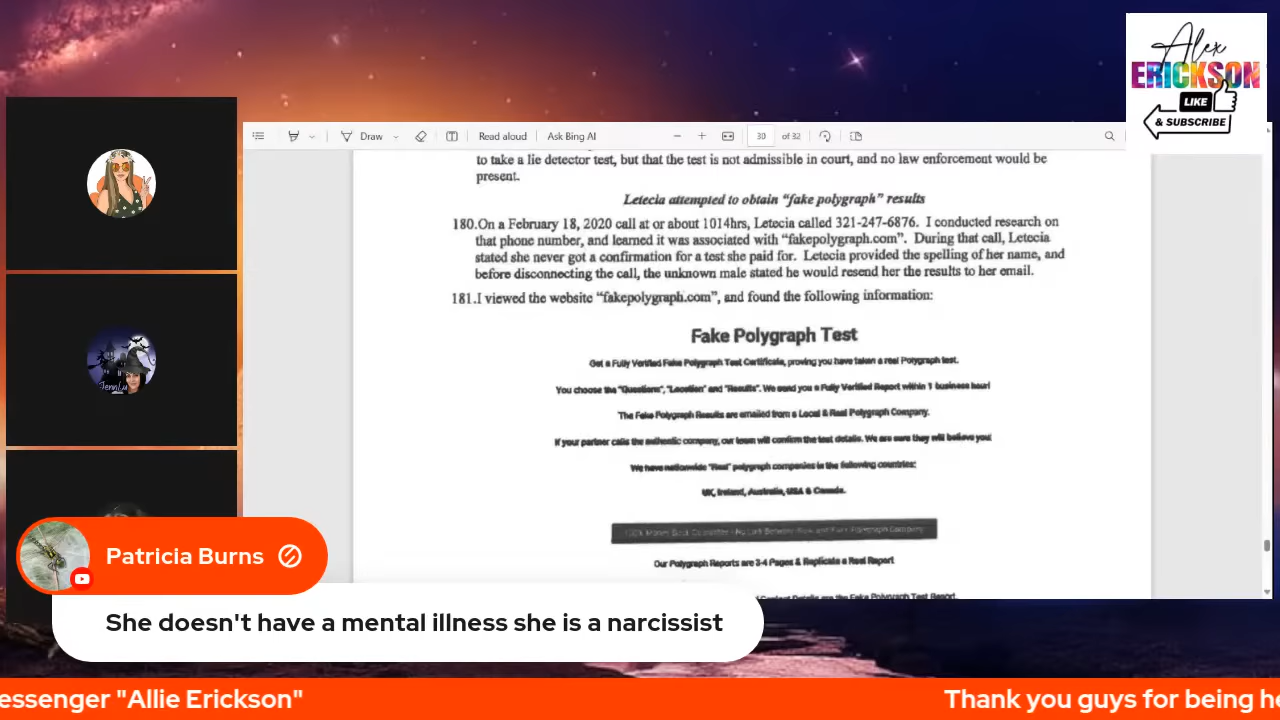 Alex
ERICKSON
LIKE
& SUBSCRIBE
Draw
Read aloud
Ask Bing AI
30
of 32
to take a lie detector test, but that the test is not admissible in court, and no law enforcement would be
present.
Letecia attempted to obtain "fake polygraph" results
180.On a February 18, 2020 call at or about 1014hrs, Letecia called 321-247-6876. I conducted research on
that phone number, and learned it was associated with "fakepolygraph.com". During that call, Letecia
stated she never got a confirmation for a test she paid for. Letecia provided the spelling of her name, and
before disconnecting the call, the unknown male stated he would resend her the results to her email.
181.I viewed the website "fakepolygraph.com", and found the following information:
Fake Polygraph Test
Get a Fully Verified Fake Polygraph Test Certificate, proving you have taken a real Polygraph test.
You choose the "Questions", "Location" and "Results". We send you a Fully Verified Report within 1 business hour!
The Fake Polygraph Results are emailed from a Local & Real Polygraph Company.
If your partner calls the authentic company, our team will confirm the test details. We are sure they will believe you!
We have nationwide "Real" polygraph companies in the following countries:
UK, Ireland, Australia, USA & Canada.
100% Money Back Guarantee
Our Polygraph Reports are 3-4 Pages & Replicate a Real Report
Details are the Fake Polygraph Test Report.
JennLu
Patricia Burns
She doesn't have a mental illness she is a narcissist
essenger "Allie Erickson"
Thank you guys for being he